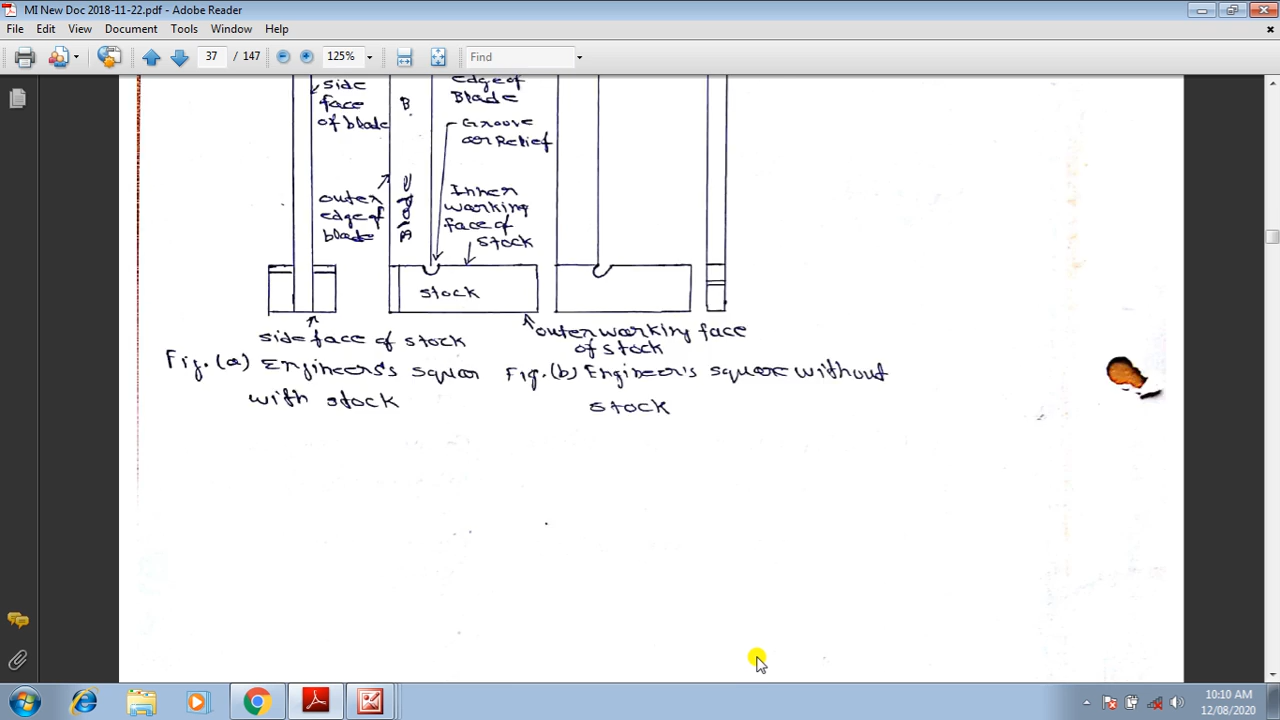 MI New Doc 2018-11-22.pdf - Adobe Reader
File Edit View Document Tools Window Help
37 / 147 125% Find
side
face
of blade
B
edge of
Blade
Groove
or Relief
outer
edge of
blade
Blade
A
Inner
working
face of
stock
stock
side face of stock
outer working face
of stock
Fig. (a) Engineers's squar
with stock
Fig. (b) Engineer's square without
stock
10:10 AM
12/08/2020